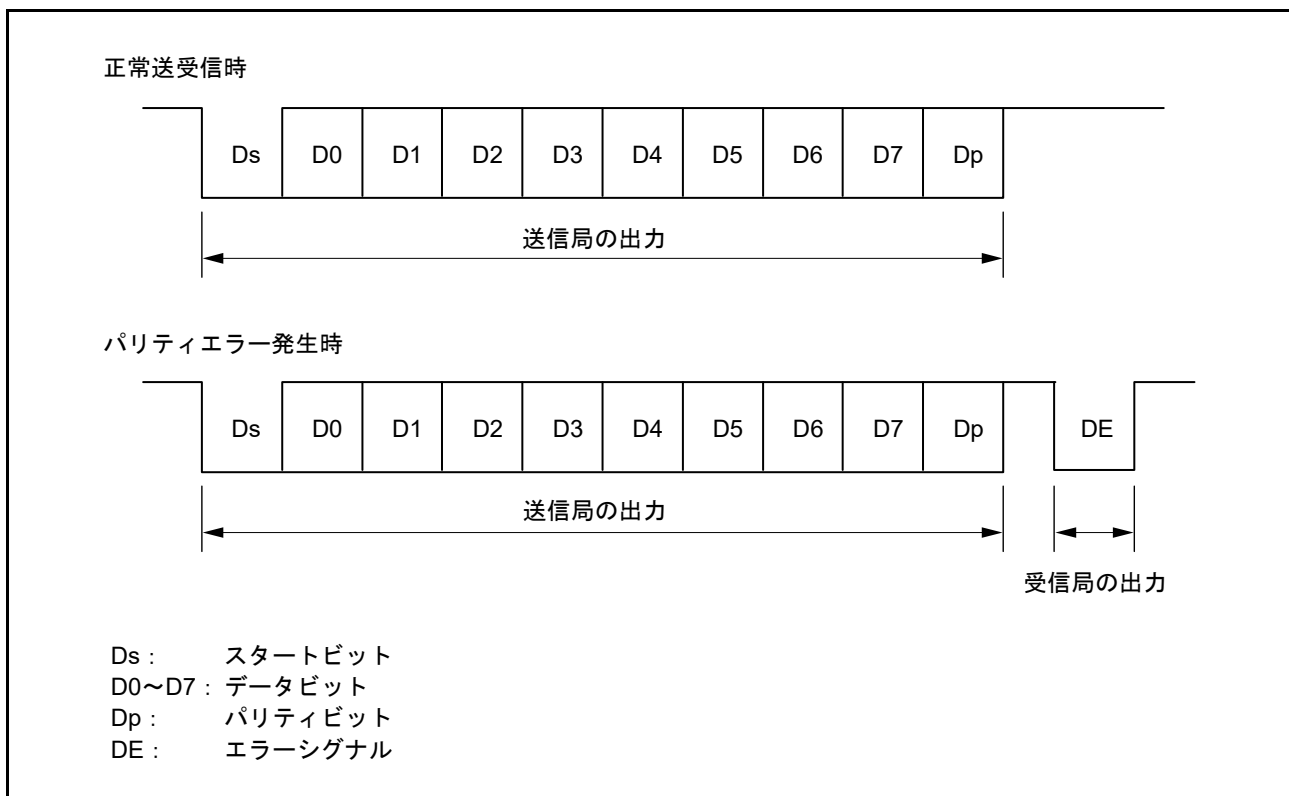 正常送受信時
Ds D0 D1 D2 D3 D4 D5 D6 D7 Dp
送信局の出力
パリティエラー発生時
Ds D0 D1 D2 D3 D4 D5 D6 D7 Dp DE
送信局の出力
受信局の出力
Ds : スタートビット
D0～D7 : データビット
Dp : パリティビット
DE : エラーシグナル